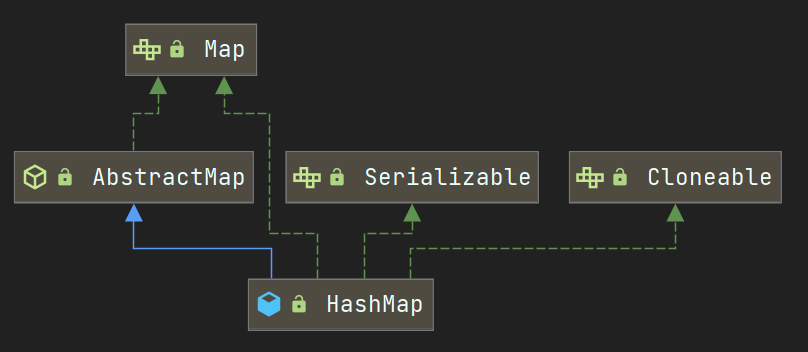 Map
AbstractMap
Serializable
Cloneable
HashMap